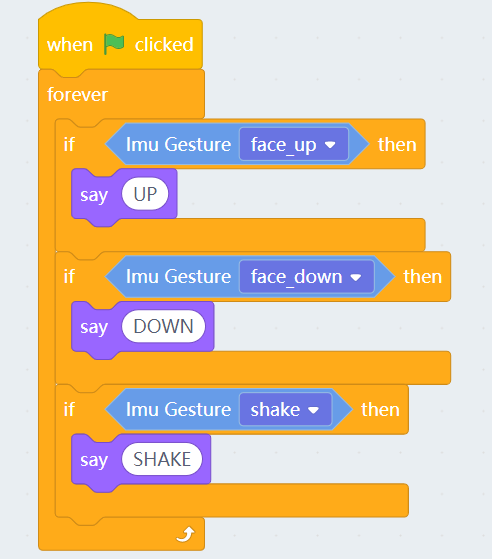 when clicked
forever
if Imu Gesture face_up then
say UP
if Imu Gesture face_down then
say DOWN
if Imu Gesture shake then
say SHAKE